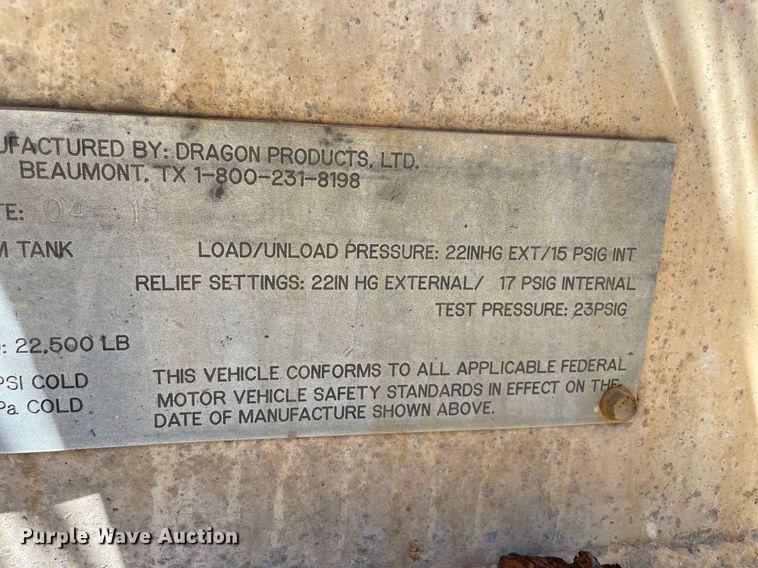 UFACTURED BY: DRAGON PRODUCTS, LTD.
BEAUMONT, TX 1-800-231-8198
TE: 04 15
M TANK
LOAD/UNLOAD PRESSURE: 22INHG EXT/15 PSIG INT
RELIEF SETTINGS: 22IN HG EXTERNAL/ 17 PSIG INTERNAL
TEST PRESSURE: 23PSIG
: 22,500 LB
PSI COLD
Pa COLD
THIS VEHICLE CONFORMS TO ALL APPLICABLE FEDERAL
MOTOR VEHICLE SAFETY STANDARDS IN EFFECT ON THE
DATE OF MANUFACTURE SHOWN ABOVE.
Purple Wave Auction